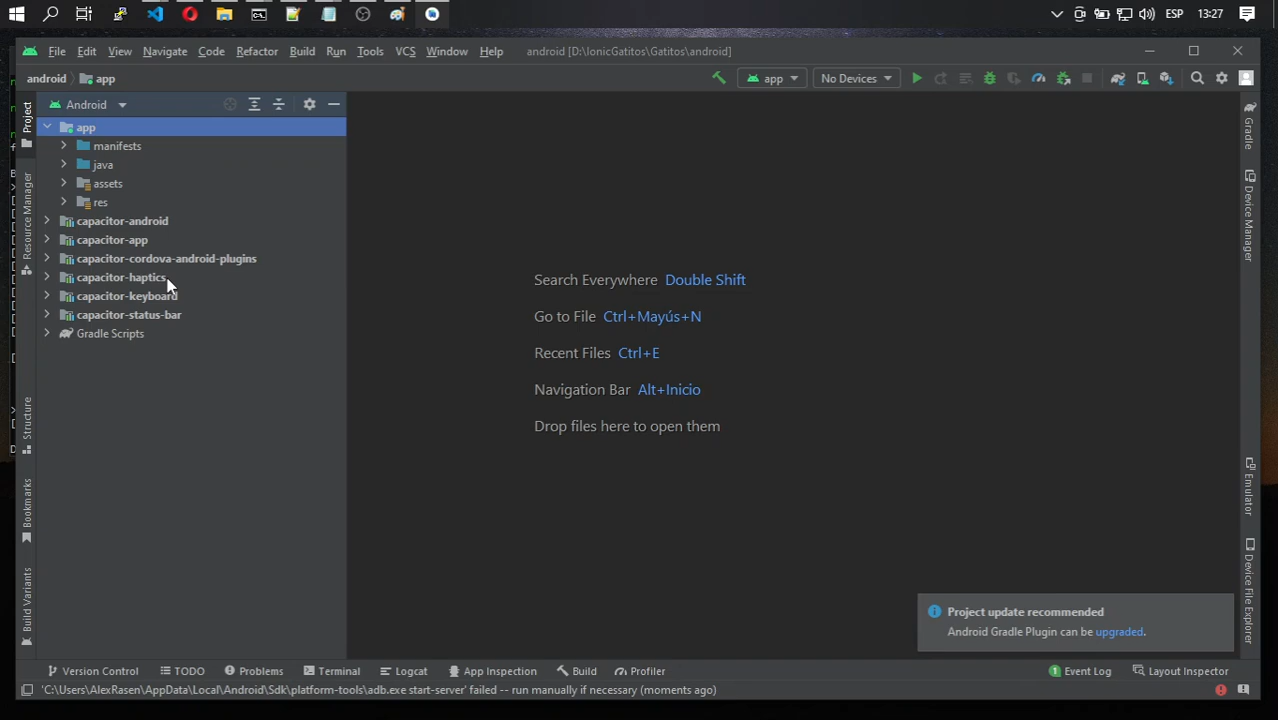 ESP 13:27
File Edit View Navigate Code Refactor Build Run Tools VCS Window Help android [D:\IonicGatitos\Gatitos\android]
android app app No Devices
Android
Project
Resource Manager
Structure
Bookmarks
Build Variants
app
manifests
java
assets
res
capacitor-android
capacitor-app
capacitor-cordova-android-plugins
capacitor-haptics
capacitor-keyboard
capacitor-status-bar
Gradle Scripts
Search Everywhere Double Shift
Go to File Ctrl+Mayús+N
Recent Files Ctrl+E
Navigation Bar Alt+Inicio
Drop files here to open them
Gradle
Device Manager
Emulator
Device File Explorer
Project update recommended
Android Gradle Plugin can be upgraded.
Version Control TODO Problems Terminal Logcat App Inspection Build Profiler 1 Event Log Layout Inspector
'C:\Users\AlexRasen\AppData\Local\Android\Sdk\platform-tools\adb.exe start-server' failed -- run manually if necessary (moments ago)